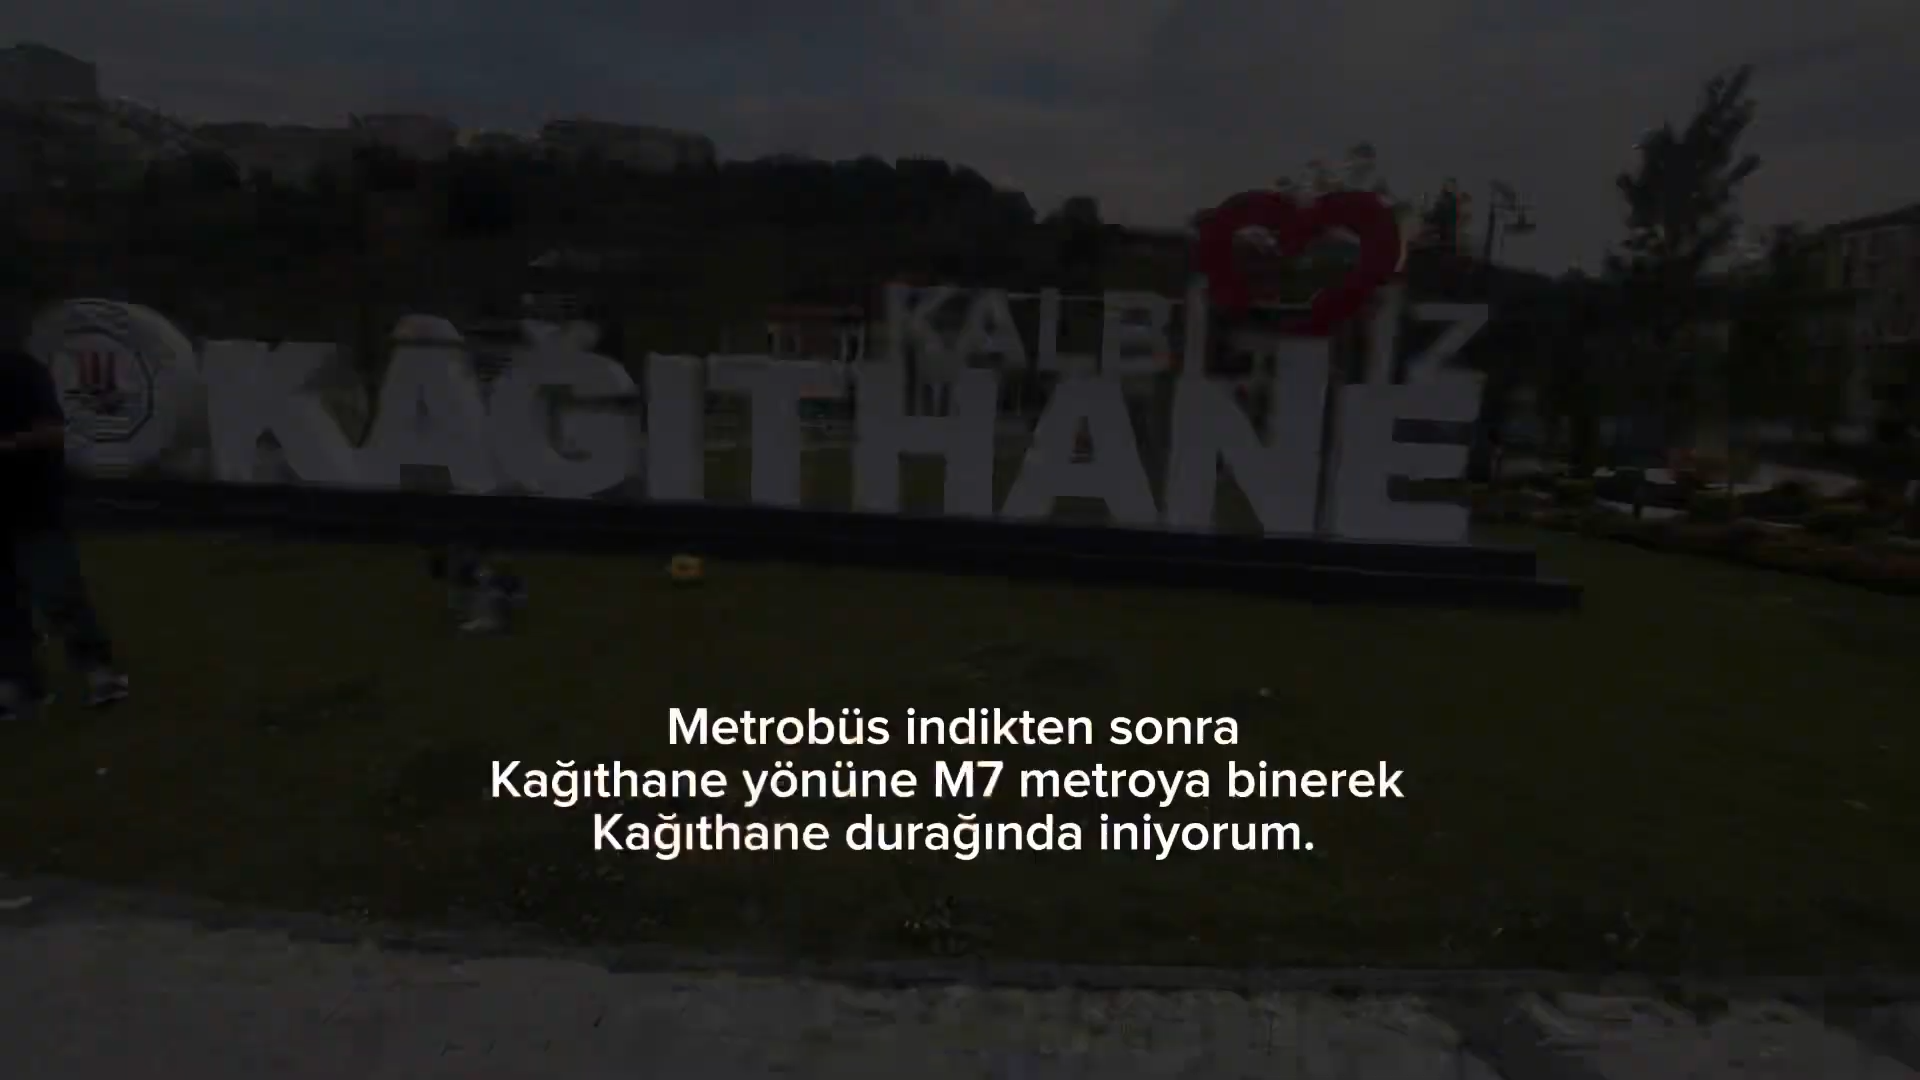 KALBİMİZ
KAĞITHANE
Metrobüs indikten sonra
Kağıthane yönüne M7 metroya binerek
Kağıthane durağında iniyorum.